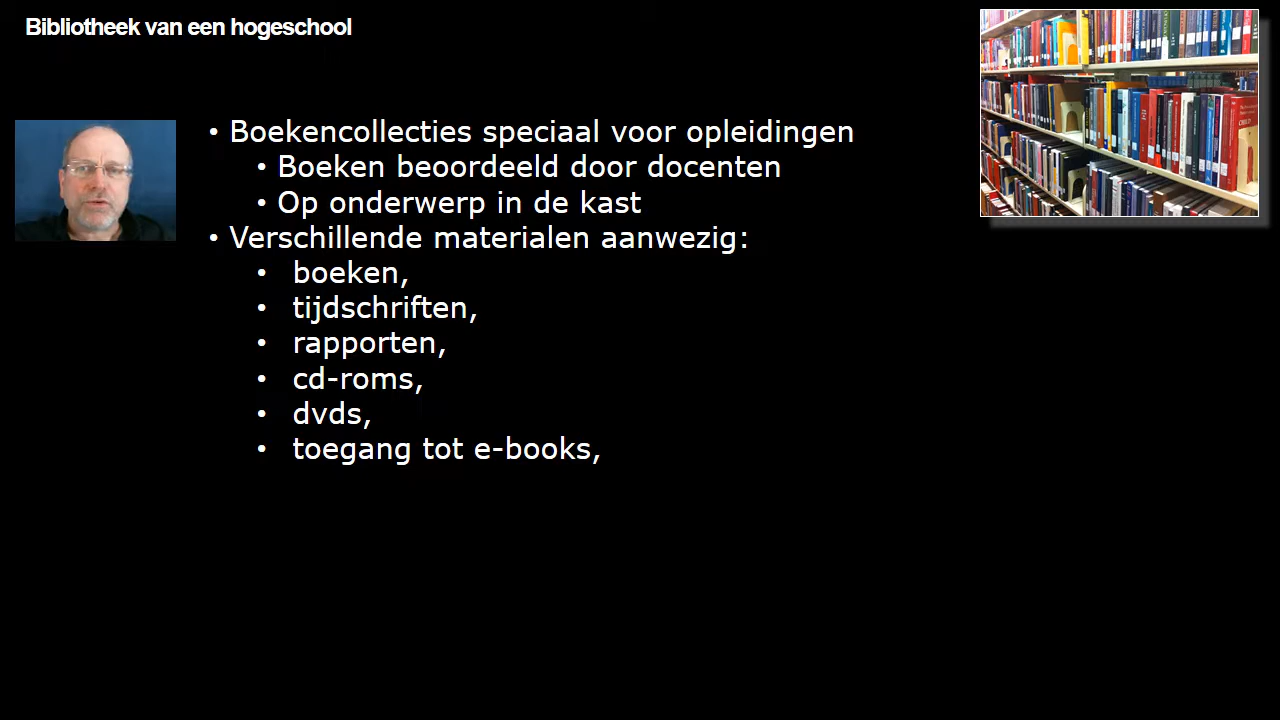 Bibliotheek van een hogeschool
• Boekencollecties speciaal voor opleidingen
• Boeken beoordeeld door docenten
• Op onderwerp in de kast
• Verschillende materialen aanwezig:
• boeken,
• tijdschriften,
• rapporten,
• cd-roms,
• dvds,
• toegang tot e-books,